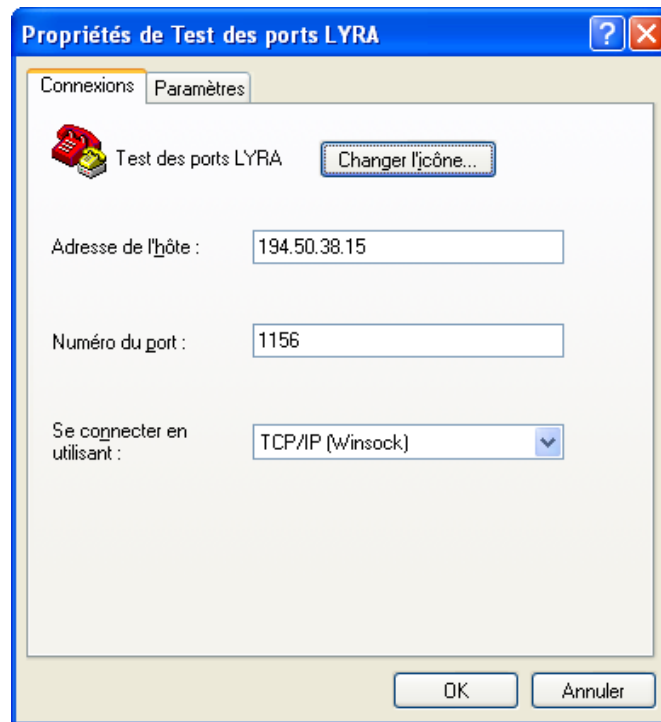 Propriétés de Test des ports LYRA
Connexions Paramètres
Test des ports LYRA Changer l'icône...
Adresse de l'hôte : 194.50.38.15
Numéro du port : 1156
Se connecter en
utilisant : TCP/IP (Winsock)
OK Annuler